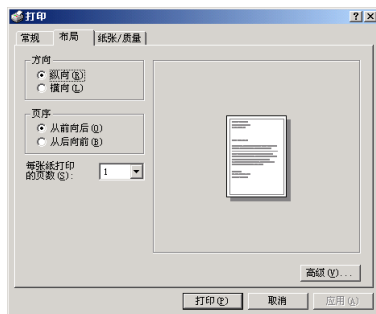 打印
常规 布局 纸张/质量
方向
纵向(R)
横向(L)
页序
从前向后(O)
从后向前(B)
每张纸打印
的页数(S): 1
高级(V)...
打印(P) 取消 应用(A)